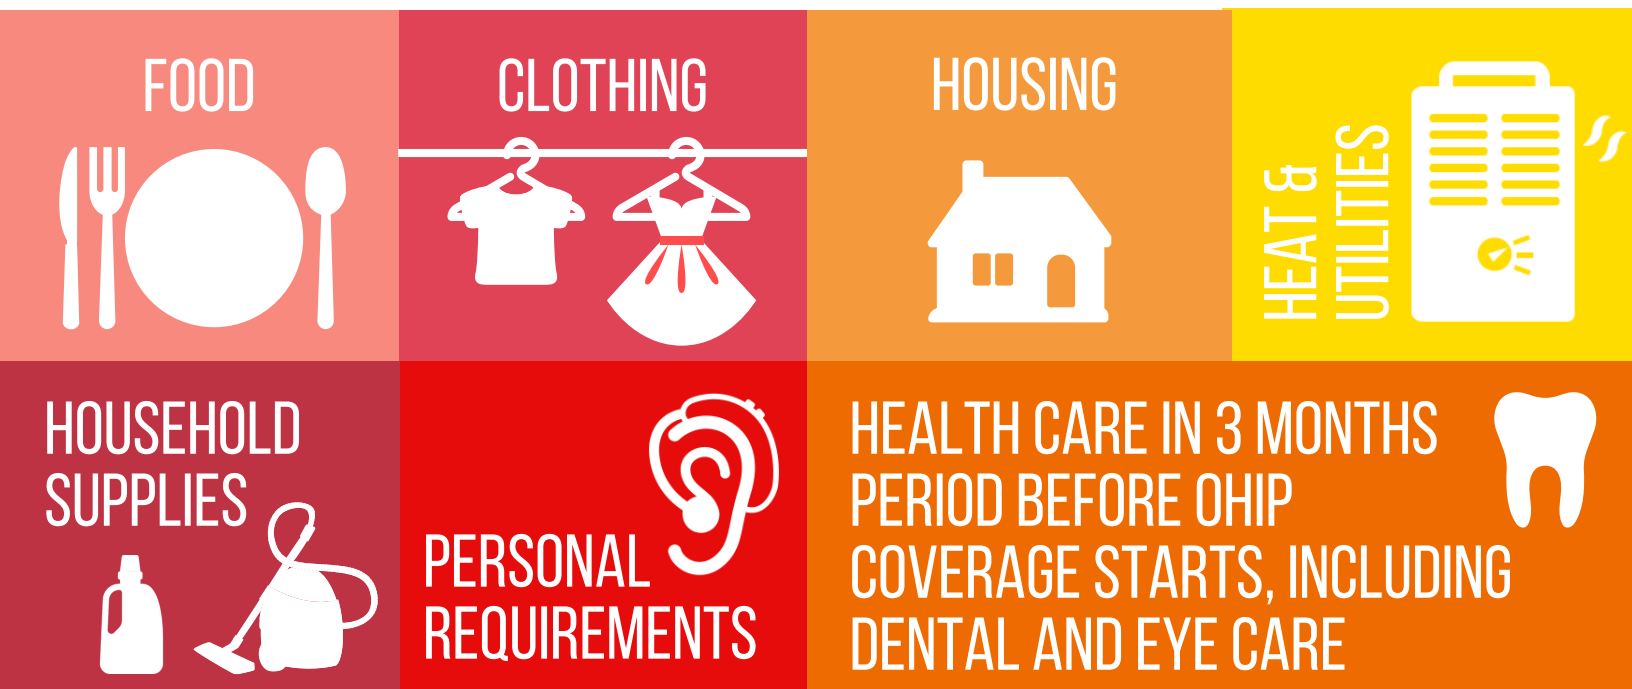 FOOD
CLOTHING
HOUSING
HEAT &
UTILITIES
HOUSEHOLD
SUPPLIES
PERSONAL
REQUIREMENTS
HEALTH CARE IN 3 MONTHS
PERIOD BEFORE OHIP
COVERAGE STARTS, INCLUDING
DENTAL AND EYE CARE